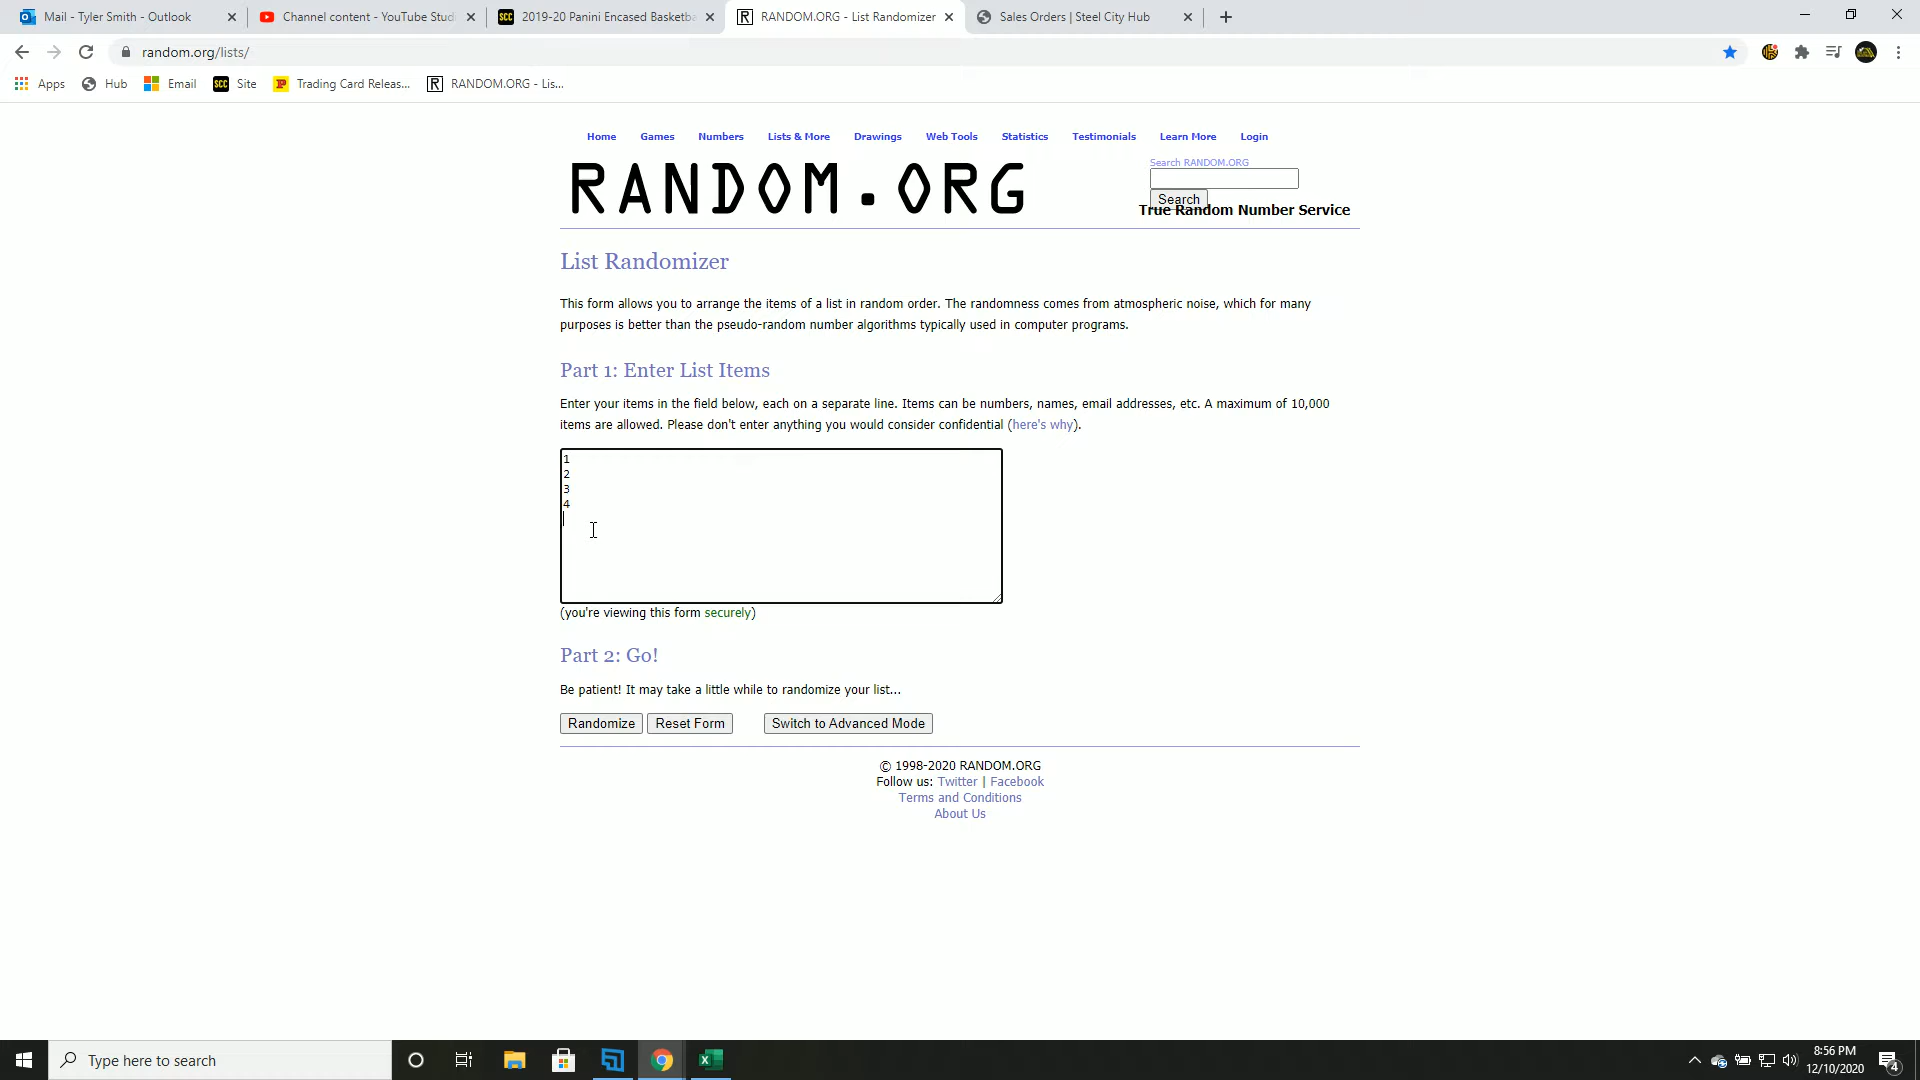 Mail - Tyler Smith - Outlook
Channel content - YouTube Studi
SCC 2019-20 Panini Encased Basketba
R RANDOM.ORG - List Randomizer
Sales Orders | Steel City Hub
random.org/lists/
Apps
Hub
Email
SCC Site
Trading Card Releas...
R RANDOM.ORG - Lis...
Home Games Numbers Lists & More Drawings Web Tools Statistics Testimonials Learn More Login
RANDOM.ORG
Search RANDOM.ORG
Search
True Random Number Service
List Randomizer
This form allows you to arrange the items of a list in random order. The randomness comes from atmospheric noise, which for many
purposes is better than the pseudo-random number algorithms typically used in computer programs.
Part 1: Enter List Items
Enter your items in the field below, each on a separate line. Items can be numbers, names, email addresses, etc. A maximum of 10,000
items are allowed. Please don't enter anything you would consider confidential (here's why).
1
2
3
4
(you're viewing this form securely)
Part 2: Go!
Be patient! It may take a little while to randomize your list...
Randomize Reset Form Switch to Advanced Mode
© 1998-2020 RANDOM.ORG
Follow us: Twitter | Facebook
Terms and Conditions
About Us
Type here to search
8:56 PM
12/10/2020
4